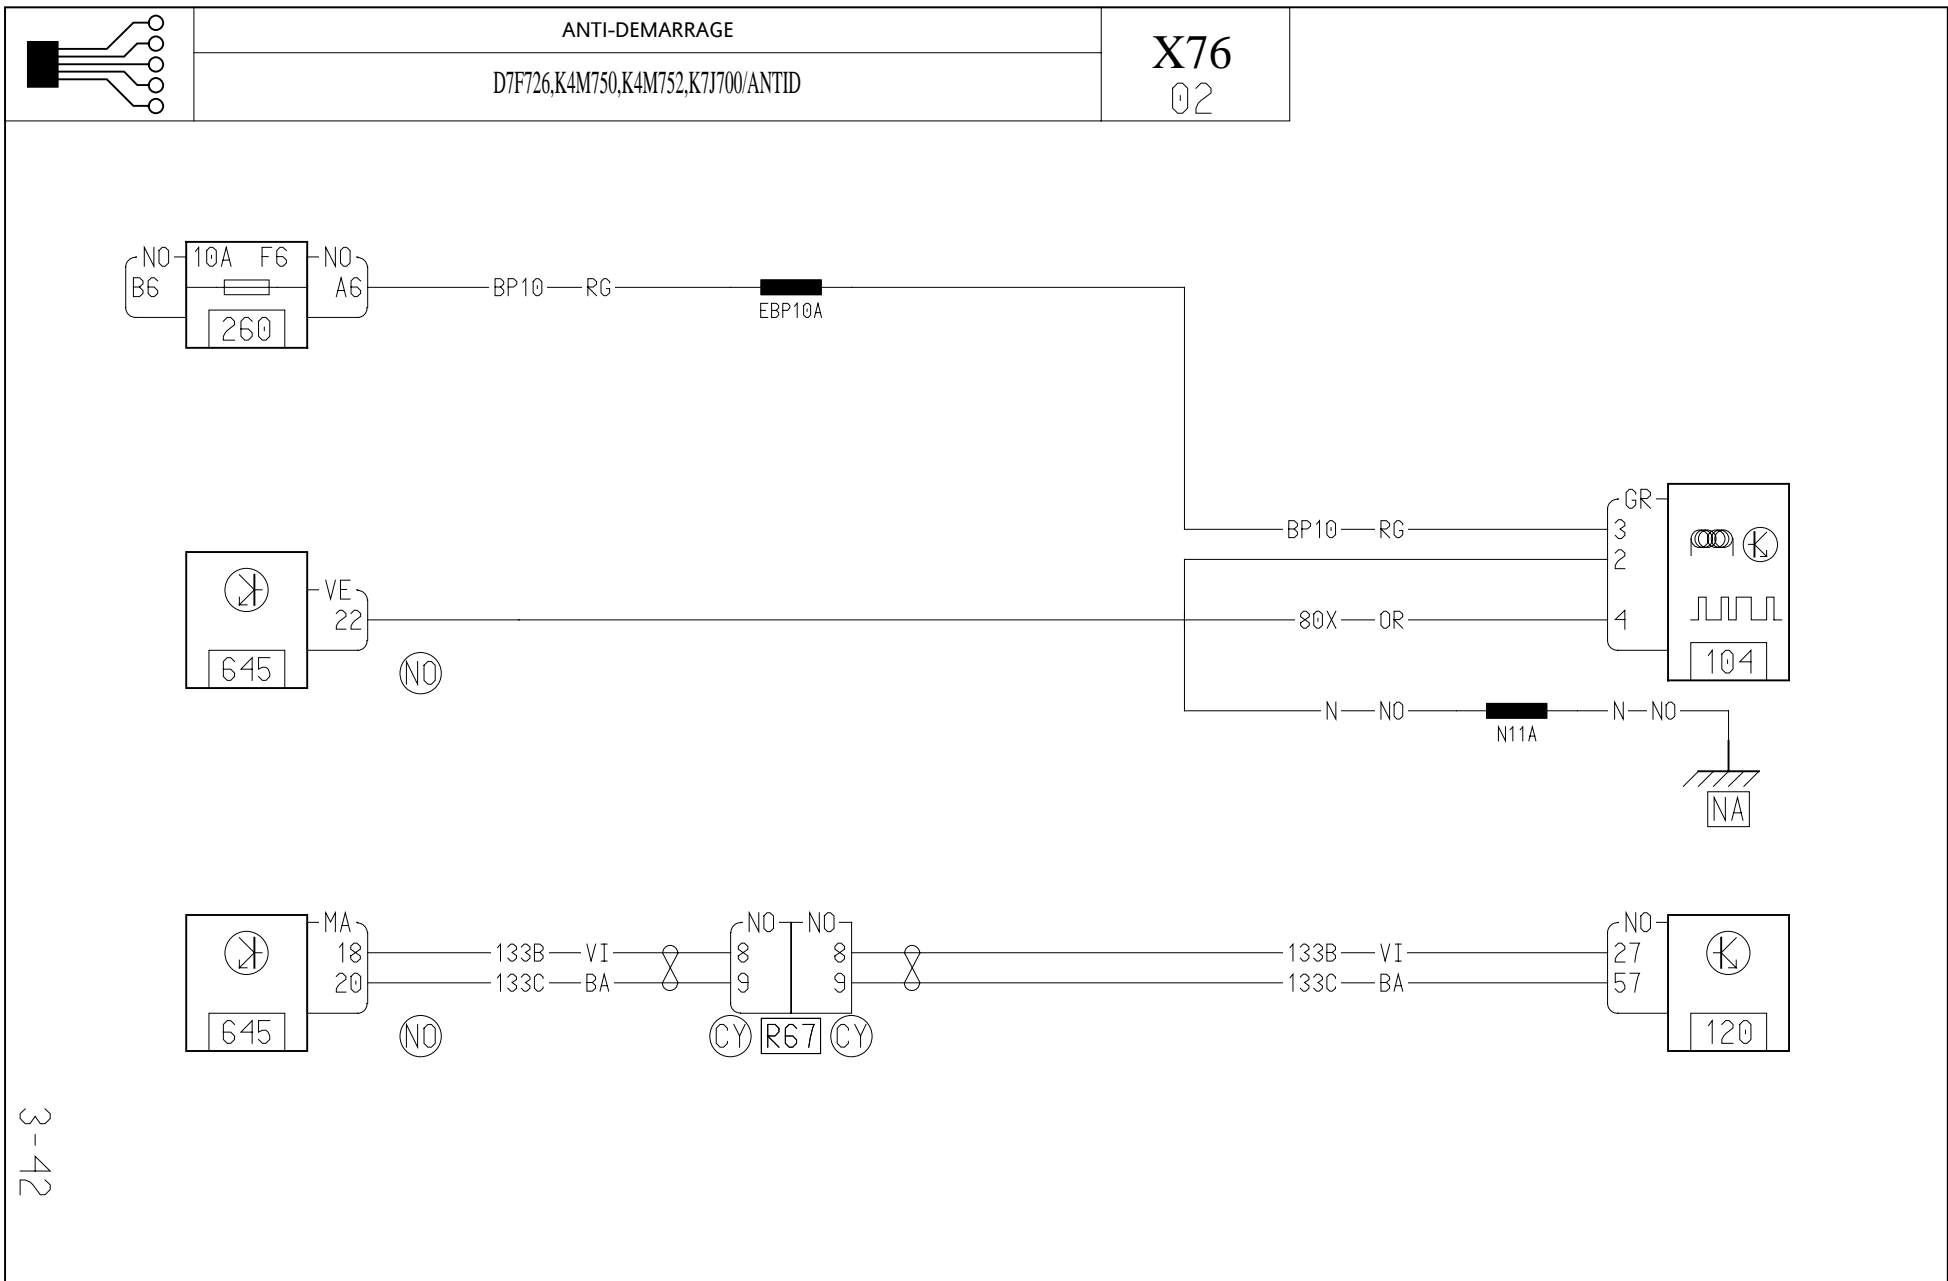 ANTI-DEMARRAGE
D7F726,K4M750,K4M752,K7J700/ANTID
X76
02
NO 10A F6 NO
B6 A6 BP10 RG
EBP10A
260
GR
BP10 RG 3
2
VE
22 80X OR 4
645 NO 104
N NO N NO
N11A
NA
MA NO NO NO
18 133B VI 8 8 133B VI 27
20 133C BA 9 9 133C BA 57
645 NO CY R67 CY 120
3-42